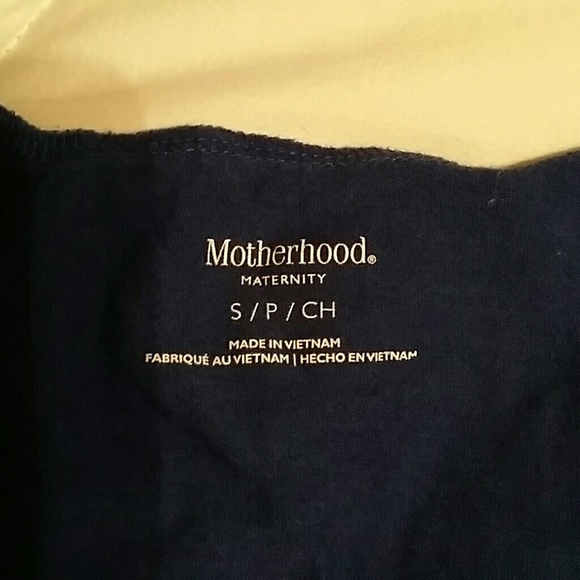 Motherhood®
MATERNITY
S / P / CH
MADE IN VIETNAM
FABRIQUÉ AU VIETNAM | HECHO EN VIETNAM